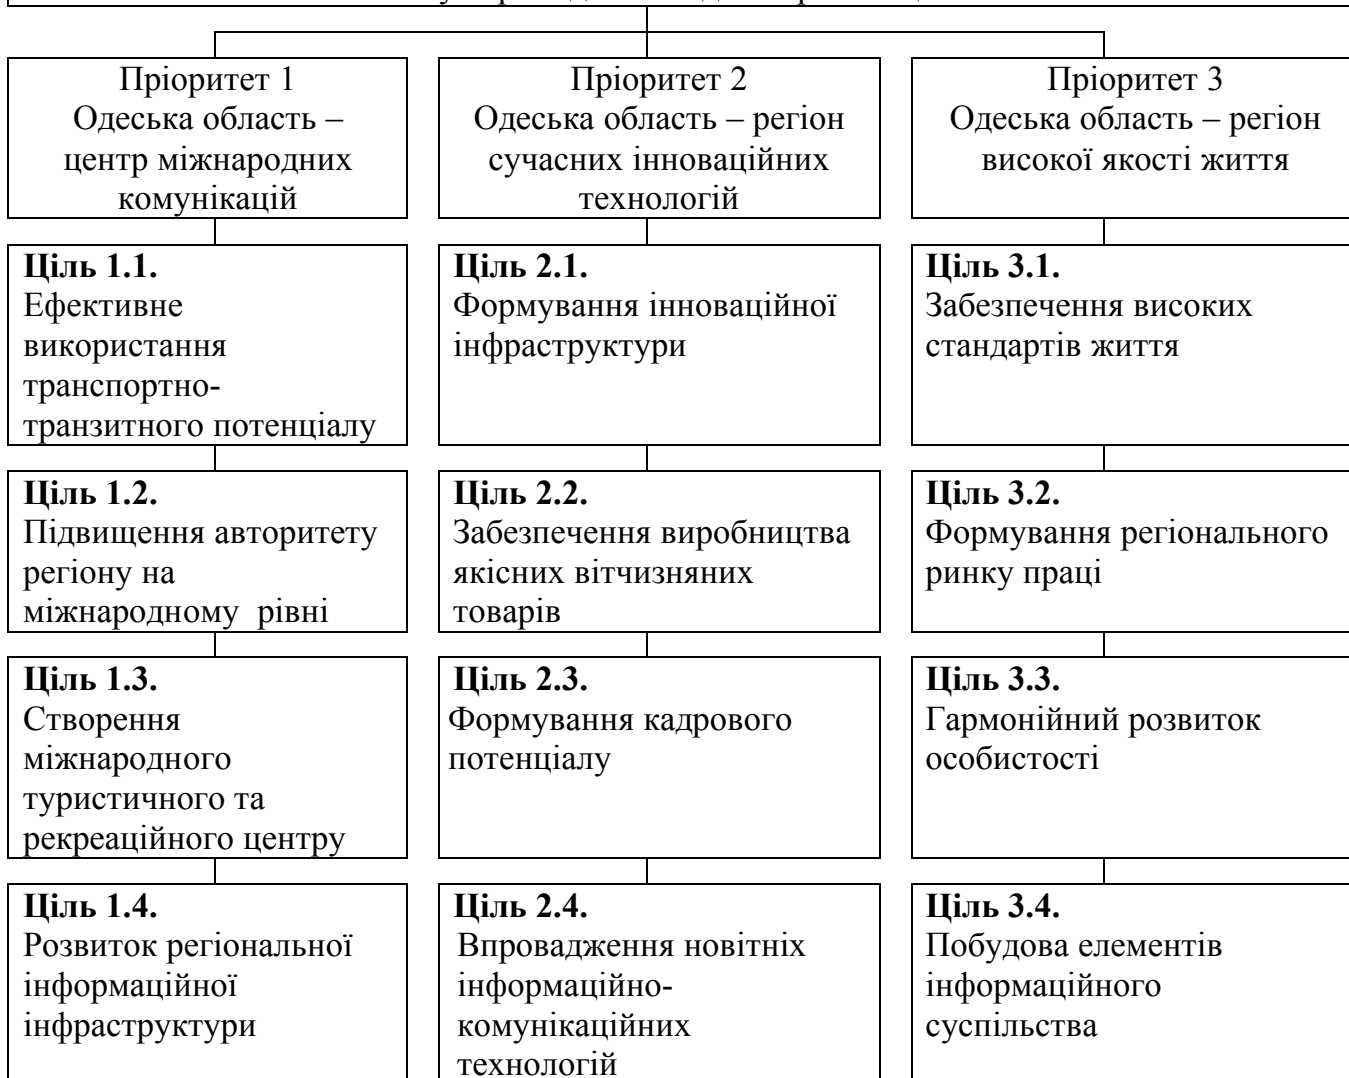 Пріоритет 1
Одеська область –
центр міжнародних
комунікацій
Пріоритет 2
Одеська область – регіон
сучасних інноваційних
технологій
Пріоритет 3
Одеська область – регіон
високої якості життя
Ціль 1.1.
Ефективне
використання
транспортно-
транзитного потенціалу
Ціль 2.1.
Формування інноваційної
інфраструктури
Ціль 3.1.
Забезпечення високих
стандартів життя
Ціль 1.2.
Підвищення авторитету
регіону на
міжнародному рівні
Ціль 2.2.
Забезпечення виробництва
якісних вітчизняних
товарів
Ціль 3.2.
Формування регіонального
ринку праці
Ціль 1.3.
Створення
міжнародного
туристичного та
рекреаційного центру
Ціль 2.3.
Формування кадрового
потенціалу
Ціль 3.3.
Гармонійний розвиток
особистості
Ціль 1.4.
Розвиток регіональної
інформаційної
інфраструктури
Ціль 2.4.
Впровадження новітніх
інформаційно-
комунікаційних
технологій
Ціль 3.4.
Побудова елементів
інформаційного
суспільства